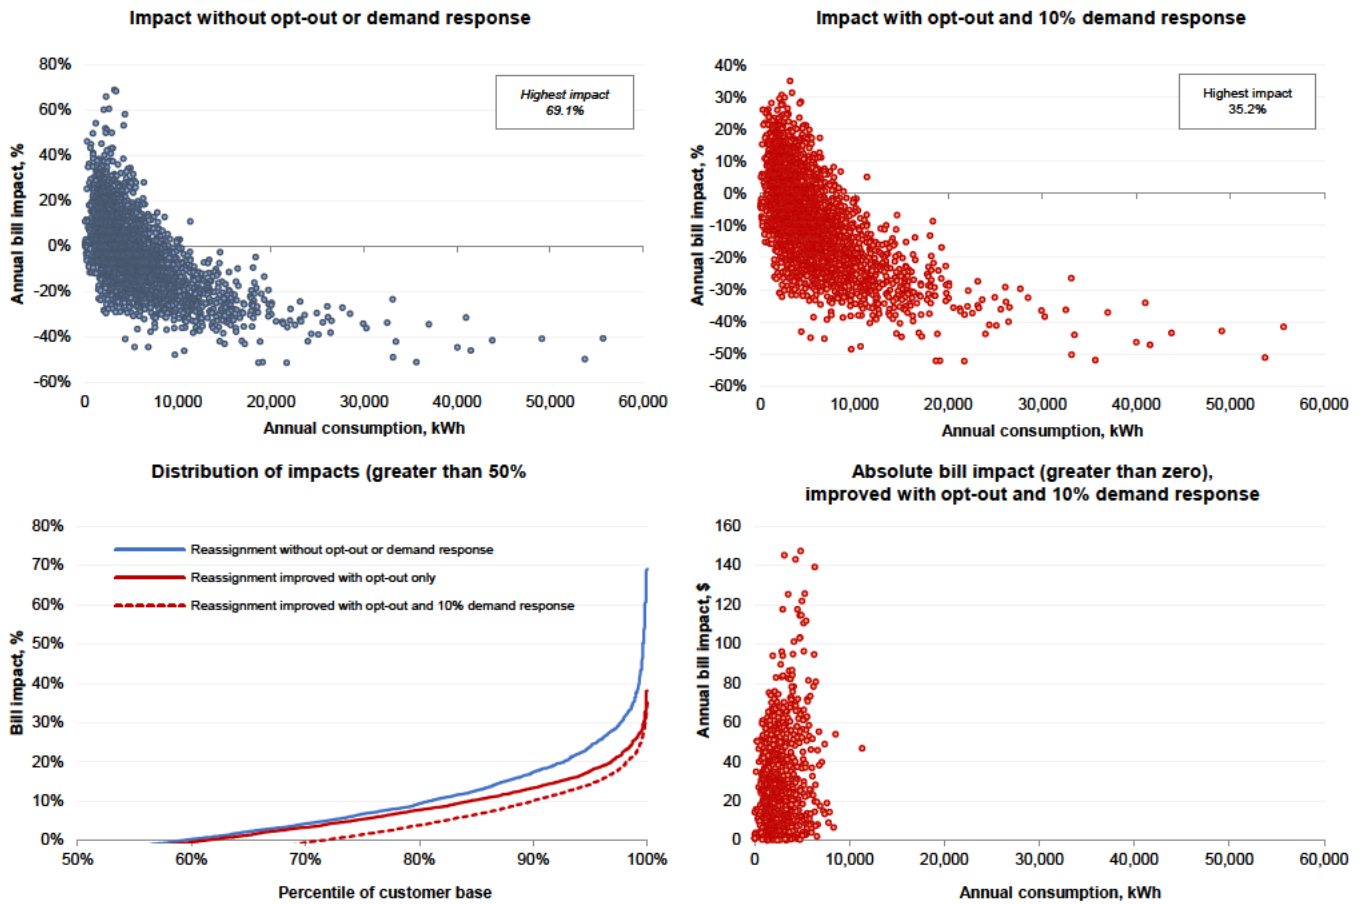 Impact without opt-out or demand response
80%
60%
40%
20%
0%
-20%
-40%
-60%
Annual bill impact, %
Highest impact
69.1%
0 10,000 20,000 30,000 40,000 50,000 60,000
Annual consumption, kWh
Impact with opt-out and 10% demand response
40%
30%
20%
10%
0%
-10%
-20%
-30%
-40%
-50%
-60%
Annual bill impact, %
Highest impact
35.2%
0 10,000 20,000 30,000 40,000 50,000 60,000
Annual consumption, kWh
Distribution of impacts (greater than 50%
80%
70%
60%
50%
40%
30%
20%
10%
0%
Bill impact, %
Reassignment without opt-out or demand response
Reassignment improved with opt-out only
Reassignment improved with opt-out and 10% demand response
50% 60% 70% 80% 90% 100%
Percentile of customer base
Absolute bill impact (greater than zero),
improved with opt-out and 10% demand response
160
140
120
100
80
60
40
20
0
Annual bill impact, $
0 10,000 20,000 30,000 40,000 50,000 60,000
Annual consumption, kWh